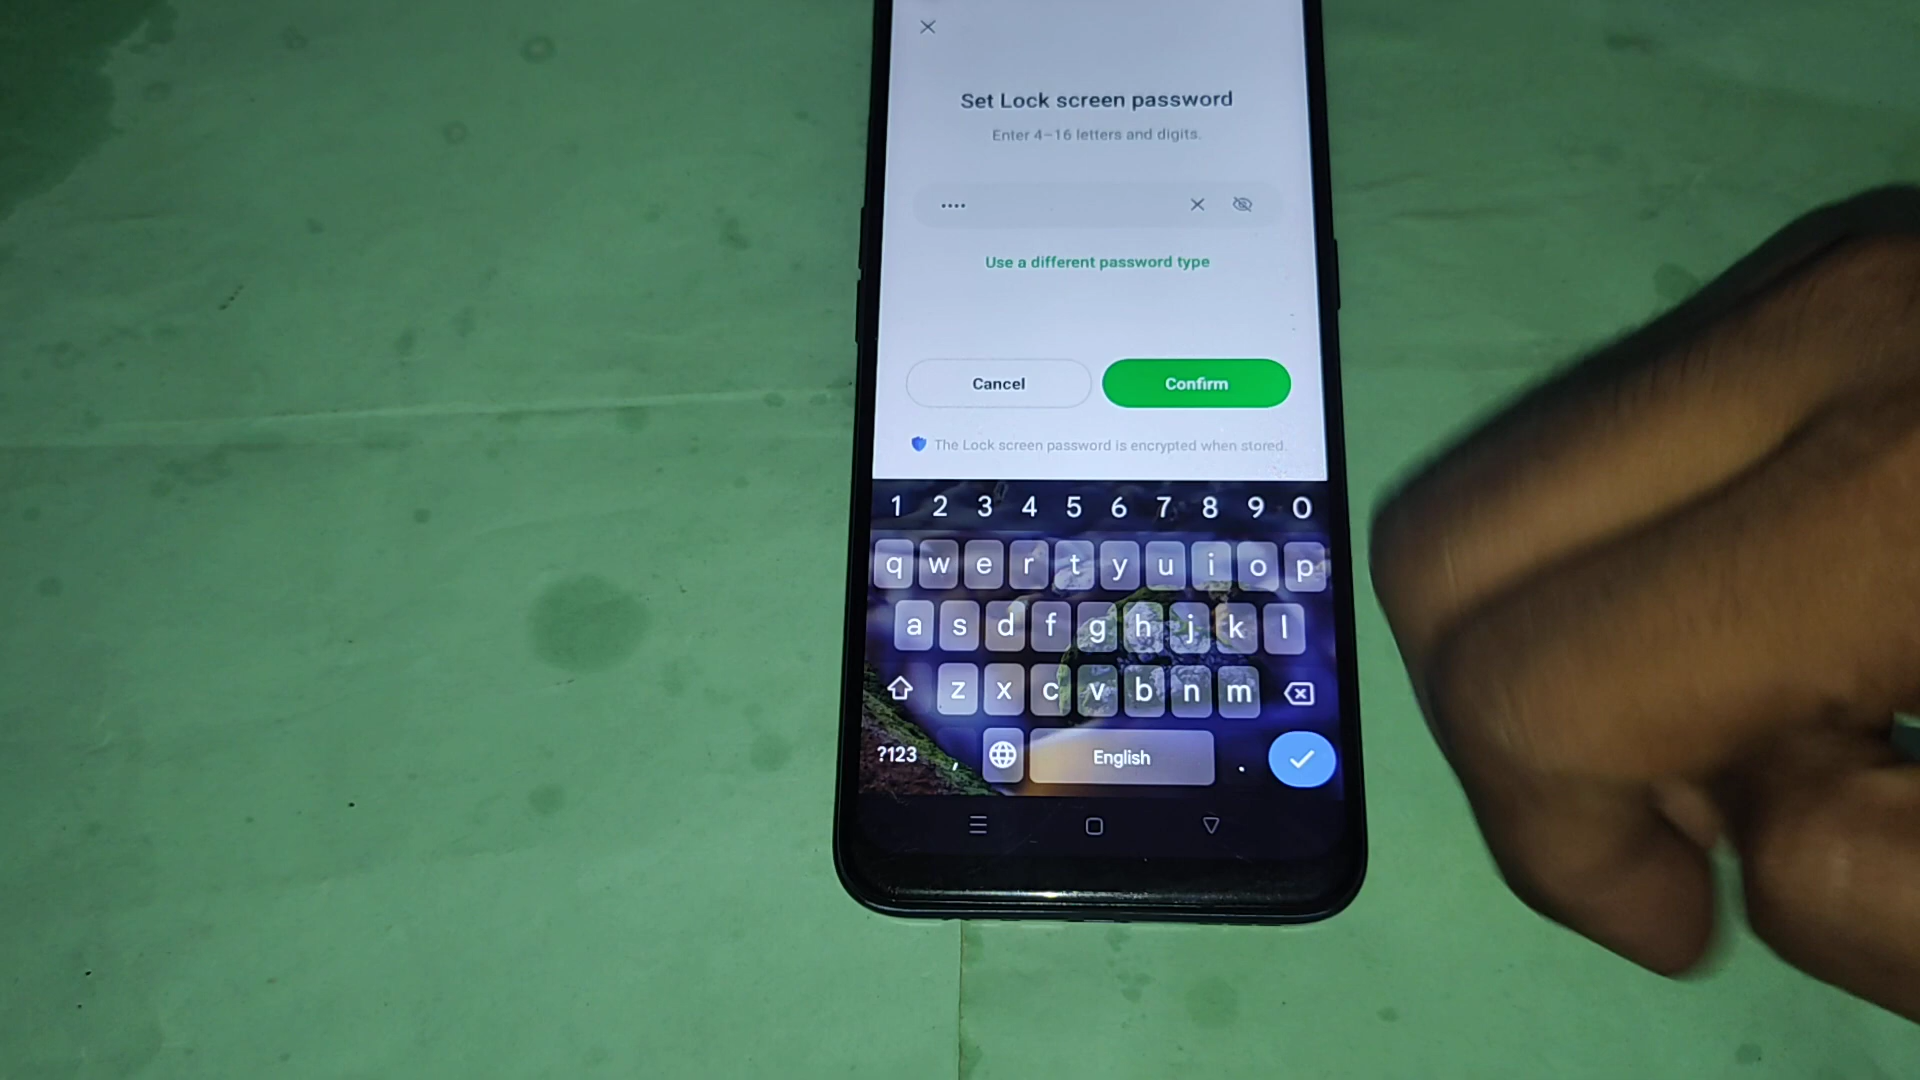 Set Lock screen password
Enter 4–16 letters and digits.
••••
Use a different password type
Cancel Confirm
The Lock screen password is encrypted when stored.
1 2 3 4 5 6 7 8 9 0
q w e r t y u i o p
a s d f g h j k l
z x c v b n m
?123 , English .